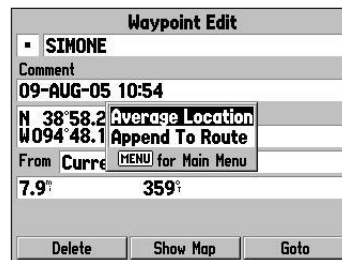 Waypoint Edit
SIMONE
Comment
09-AUG-05 10:54
N 38°58.2
W094°48.1
Average Location
Append To Route
MENU for Main Menu
From Curre
7.9 359°
Delete Show Map Goto